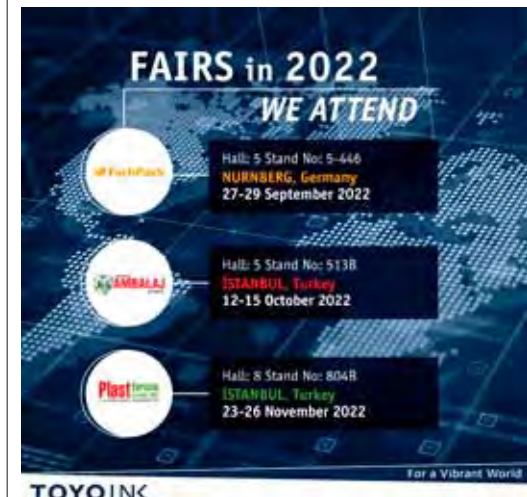 FAIRS in 2022
WE ATTEND
FachPack
Hall: 5 Stand No: 5-446
NURNBERG, Germany
27-29 September 2022
AMBALAJ
Hall: 5 Stand No: 513B
İSTANBUL, Turkey
12-15 October 2022
Plast
Hall: 8 Stand No: 804B
İSTANBUL, Turkey
23-26 November 2022
For a Vibrant World
TOYO INK